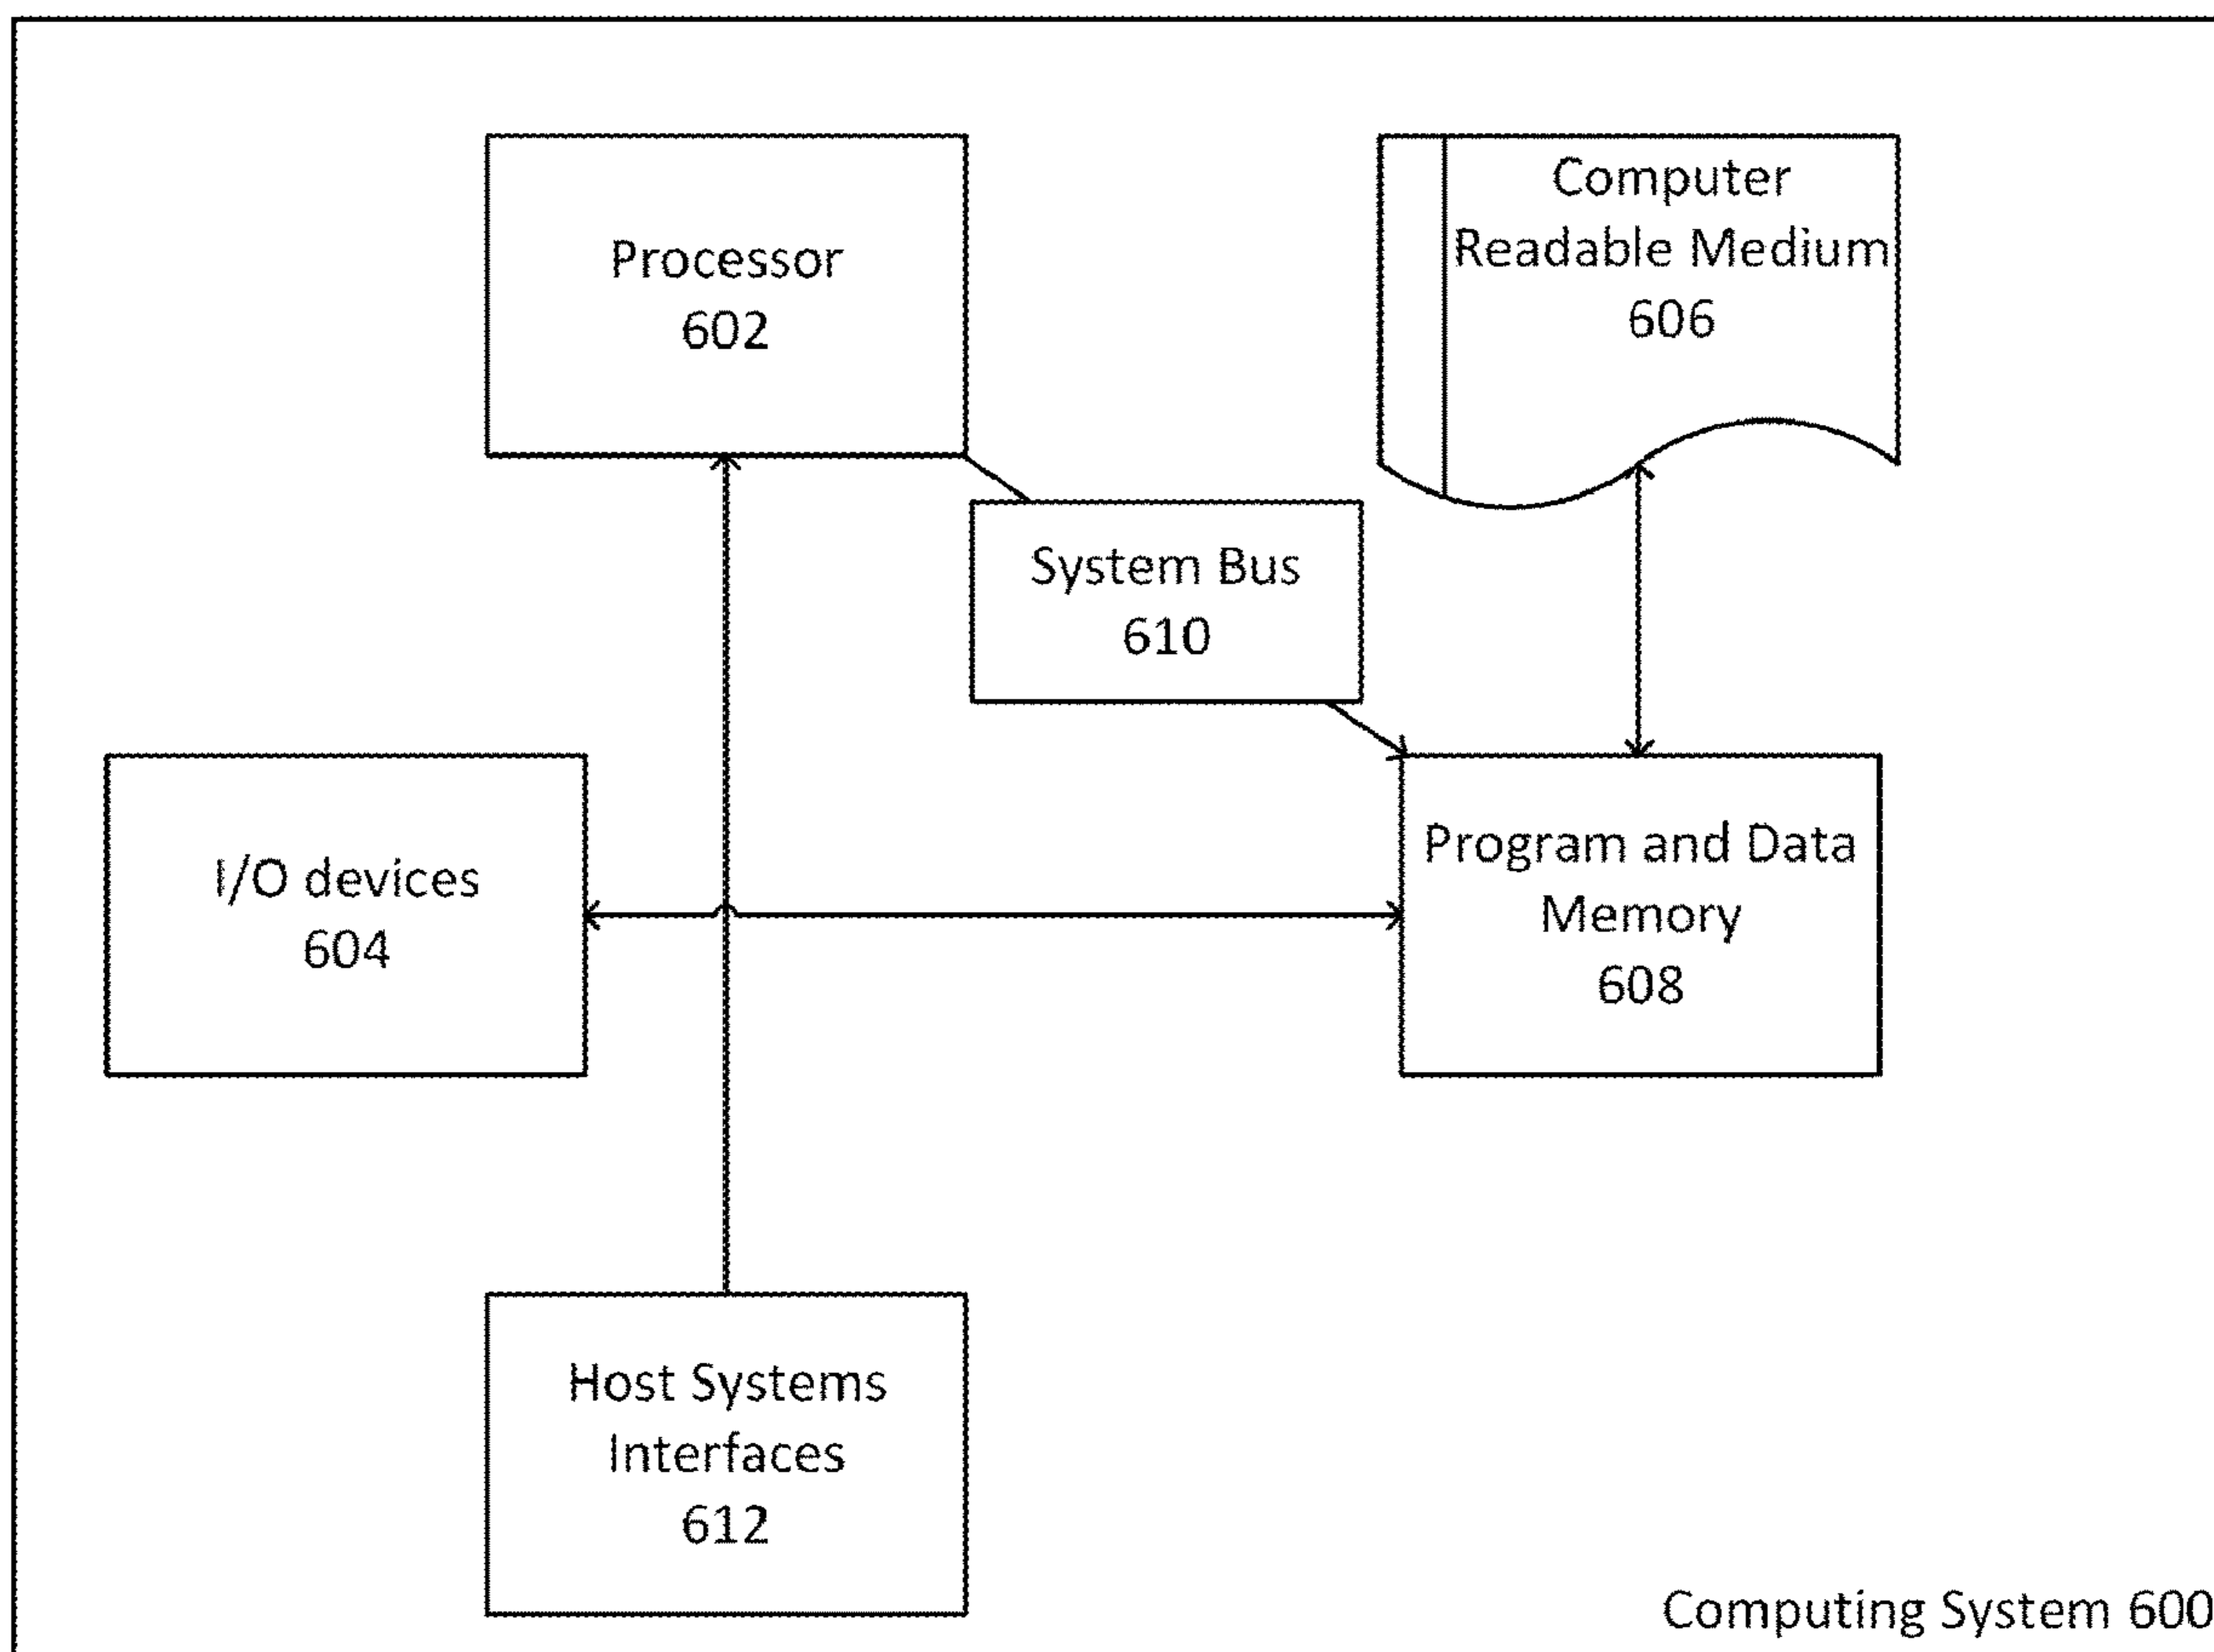 Processor
602
Computer
Readable Medium
606
System Bus
610
I/O devices
604
Program and Data
Memory
608
Host Systems
Interfaces
612
Computing System 600